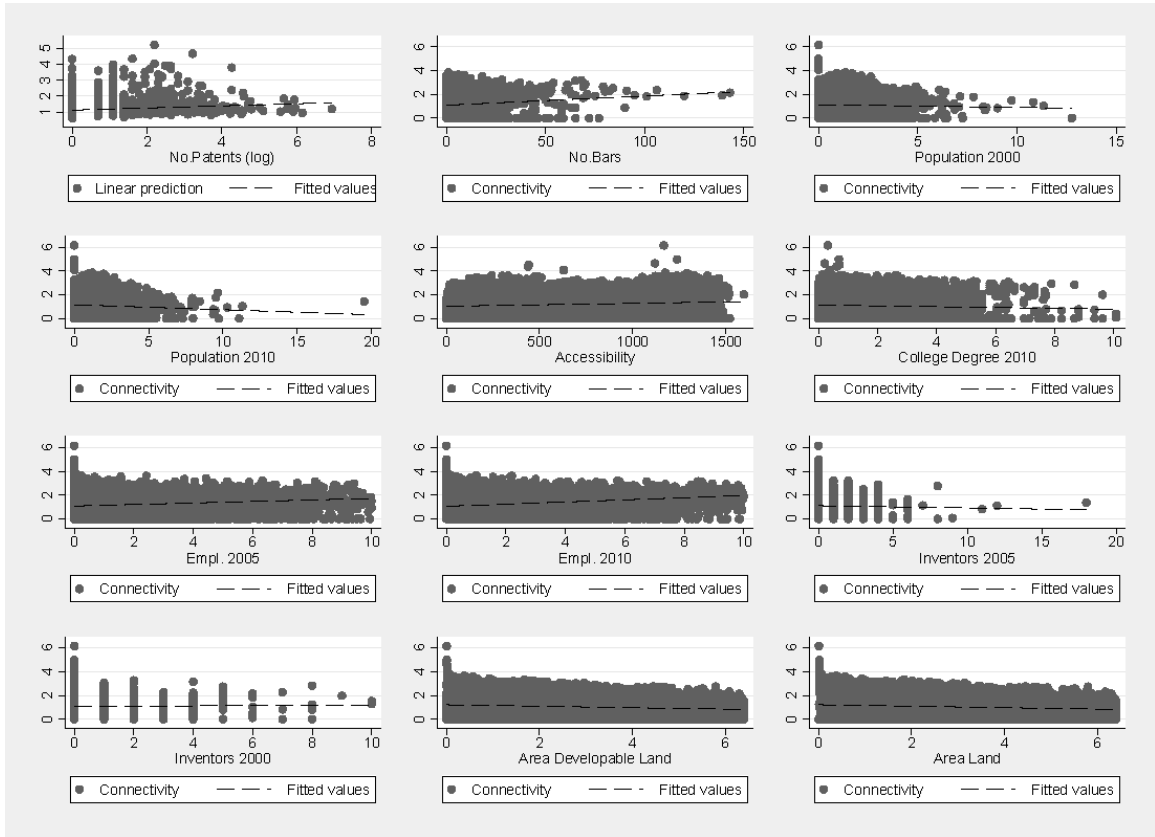 5
4
3
2
1
0 2 4 6 8
No.Patents (log)
Linear prediction Fitted values
6
4
2
0
0 50 100 150
No.Bars
Connectivity Fitted values
6
4
2
0
0 5 10 15
Population 2000
Connectivity Fitted values
6
4
2
0
0 5 10 15 20
Population 2010
Connectivity Fitted values
6
4
2
0
0 500 1000 1500
Accessibility
Connectivity Fitted values
6
4
2
0
0 2 4 6 8 10
College Degree 2010
Connectivity Fitted values
6
4
2
0
0 2 4 6 8 10
Empl. 2005
Connectivity Fitted values
6
4
2
0
0 2 4 6 8 10
Empl. 2010
Connectivity Fitted values
6
4
2
0
0 5 10 15 20
Inventors 2005
Connectivity Fitted values
6
4
2
0
0 2 4 6 8 10
Inventors 2000
Connectivity Fitted values
6
4
2
0
0 2 4 6
Area Developable Land
Connectivity Fitted values
6
4
2
0
0 2 4 6
Area Land
Connectivity Fitted values